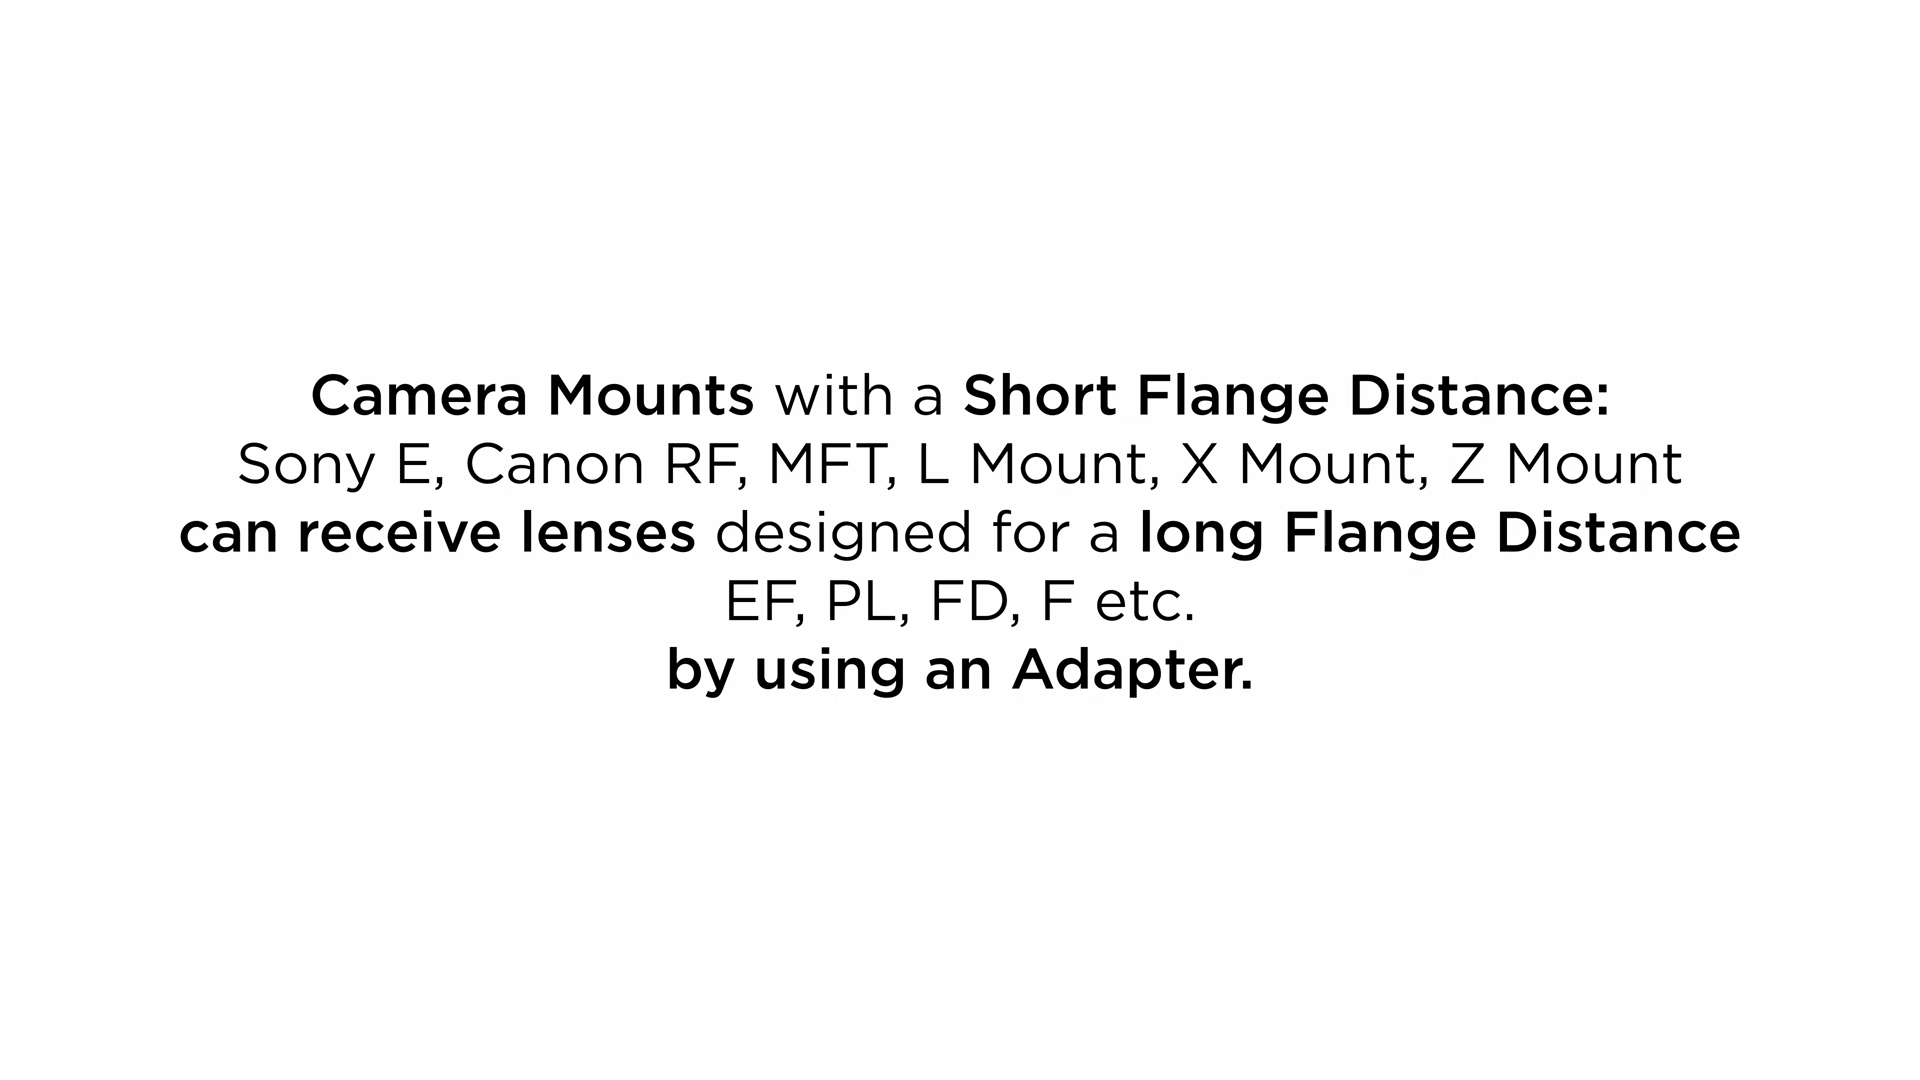 Camera Mounts with a Short Flange Distance:
Sony E, Canon RF, MFT, L Mount, X Mount, Z Mount
can receive lenses designed for a long Flange Distance
EF, PL, FD, F etc.
by using an Adapter.